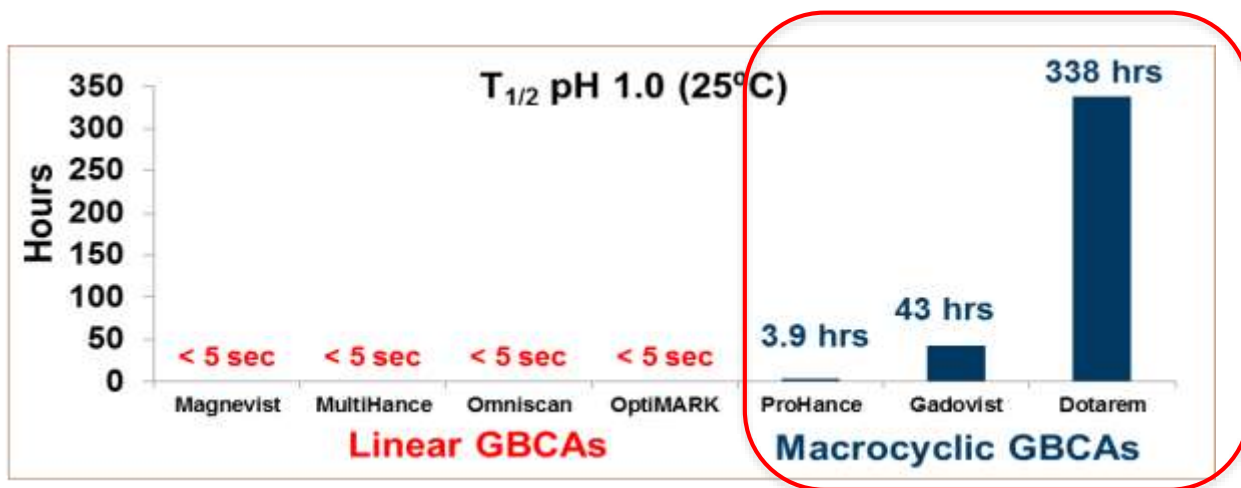 T1/2 pH 1.0 (25ºC)
338 hrs
350
300
250
200
150
100
50
0
Hours
< 5 sec < 5 sec < 5 sec < 5 sec 3.9 hrs 43 hrs
Magnevist MultiHance Omniscan OptiMARK ProHance Gadovist Dotarem
Linear GBCAs Macrocyclic GBCAs